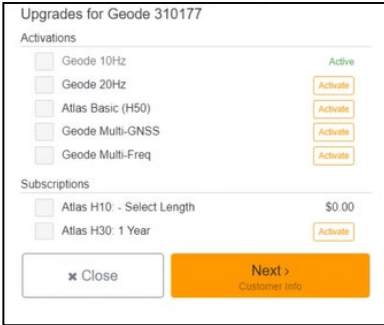 Upgrades for Geode 310177
Activations
Geode 10Hz Active
Geode 20Hz Activate
Atlas Basic (H50) Activate
Geode Multi-GNSS Activate
Geode Multi-Freq Activate
Subscriptions
Atlas H10: - Select Length $0.00
Atlas H30: 1 Year Activate
× Close
Next ›
Customer Info